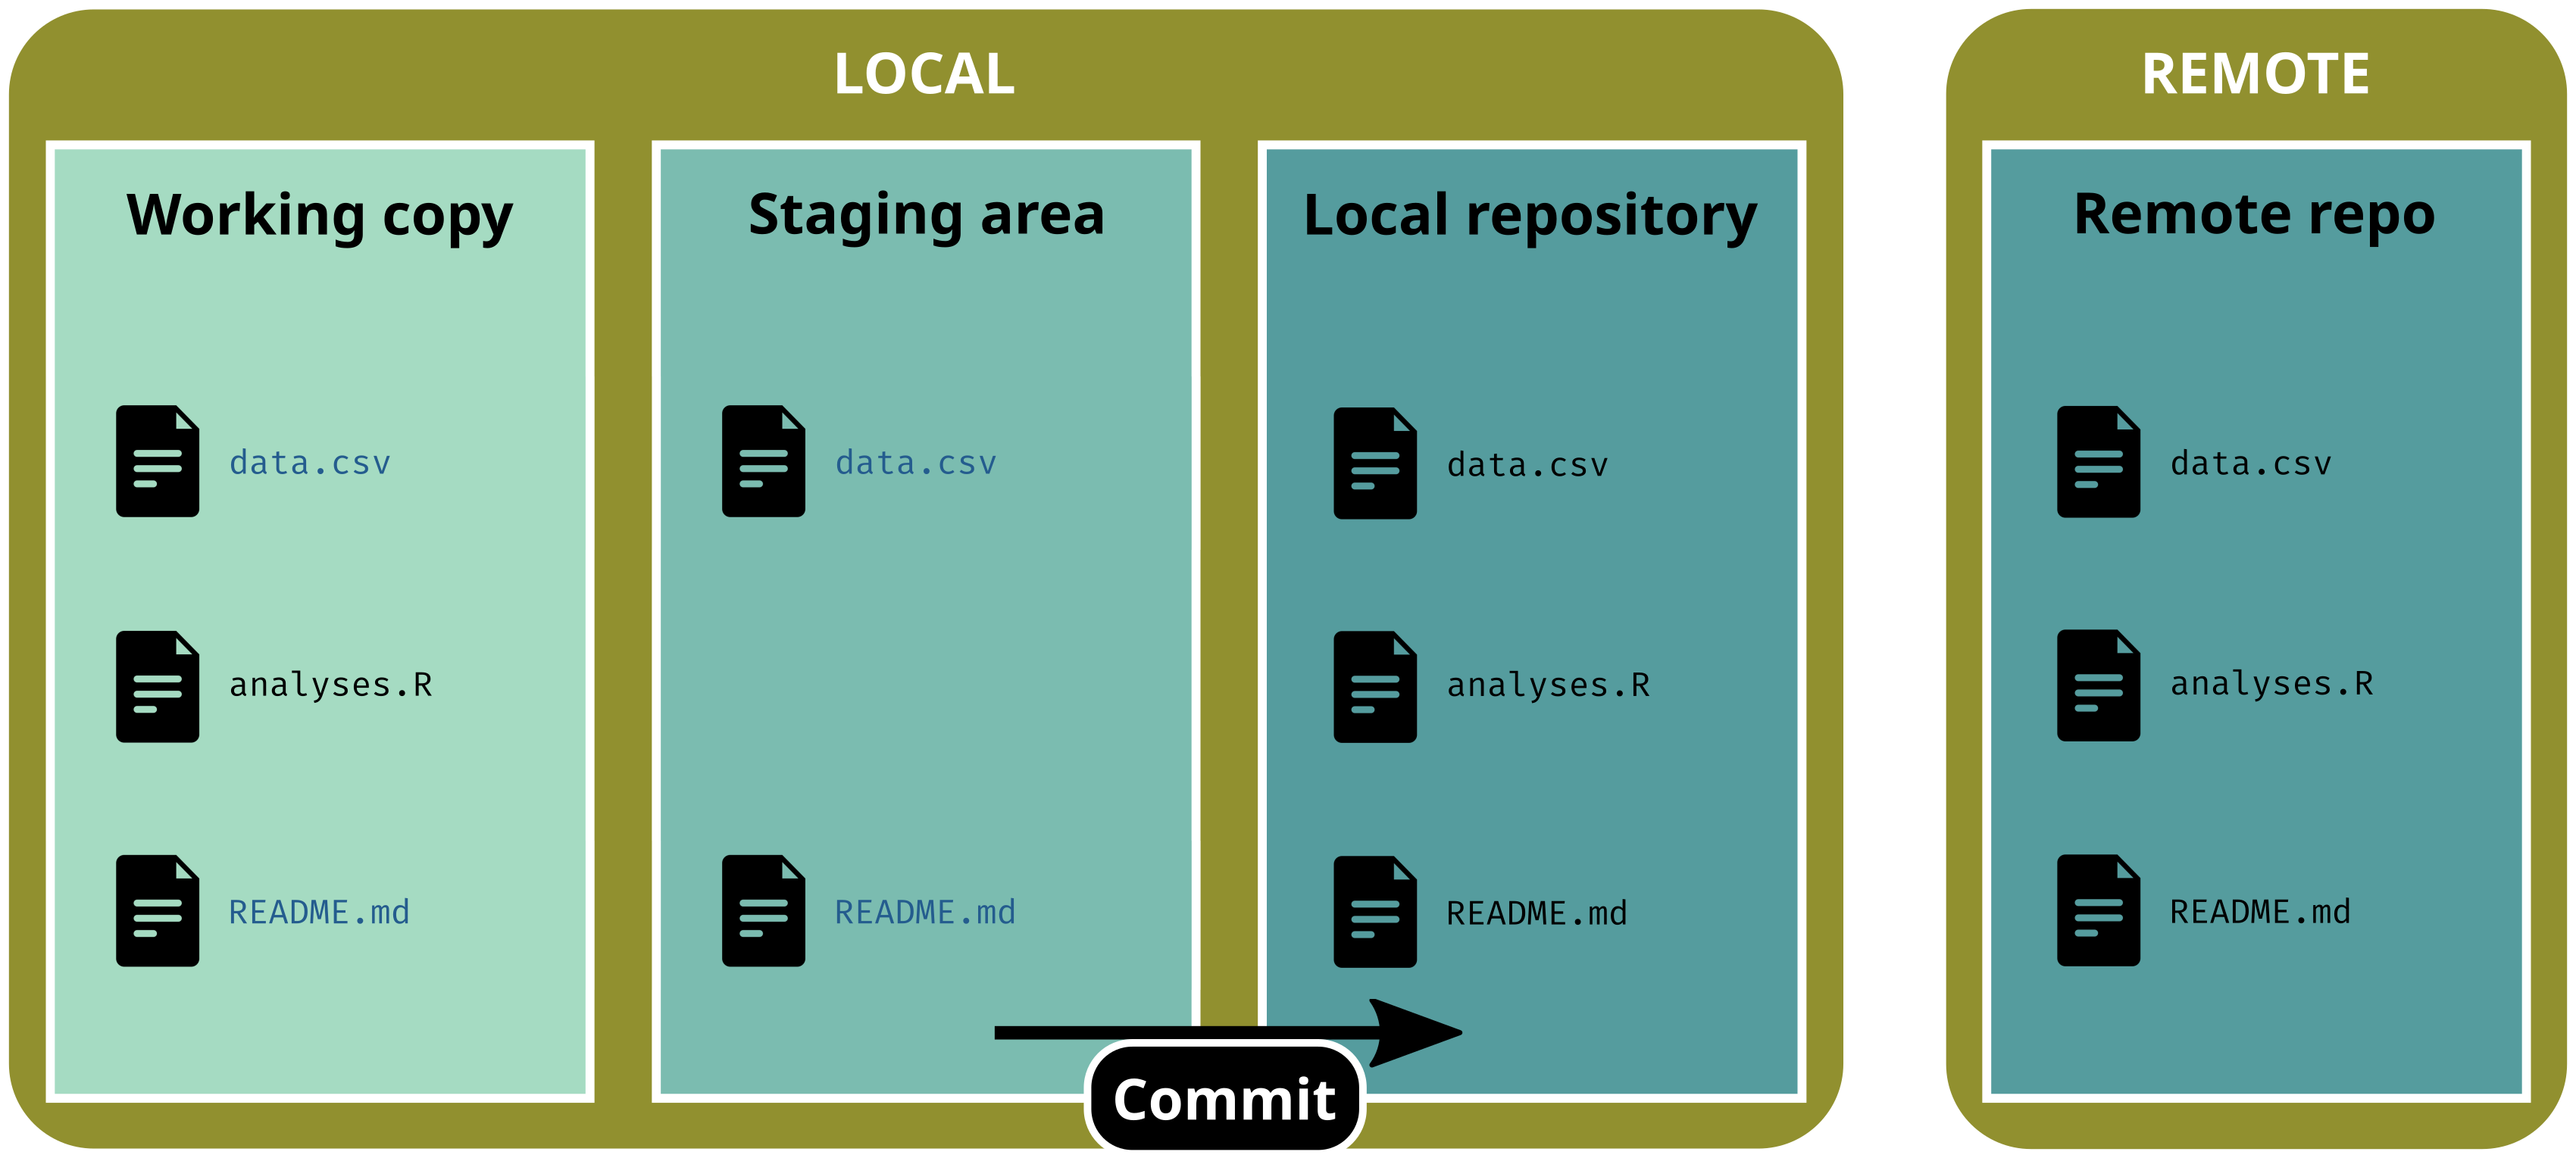 LOCAL
REMOTE
Working copy
Staging area
Local repository
Remote repo
data.csv
data.csv
data.csv
data.csv
analyses.R
analyses.R
analyses.R
README.md
README.md
README.md
README.md
Commit